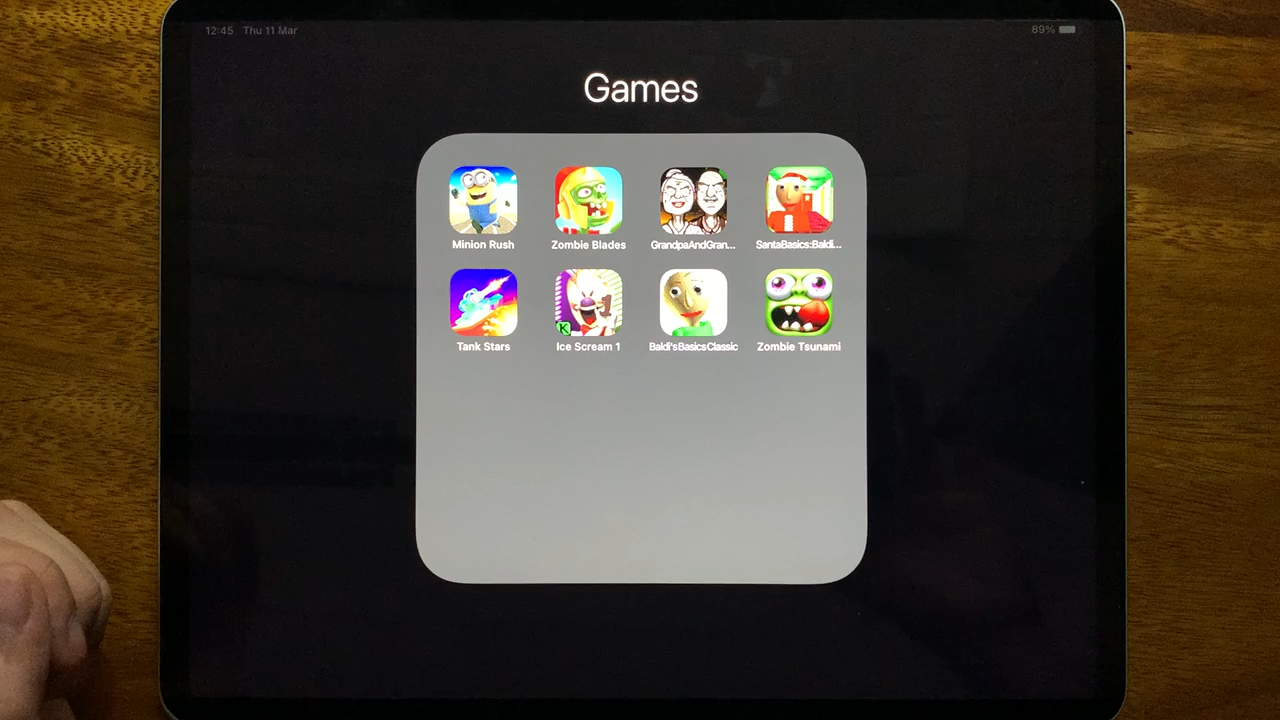 12:45 Thu 11 Mar
89%
Games
Minion Rush
Zombie Blades
GrandpaAndGran...
SantaBasics:Baldi...
Tank Stars
Ice Scream 1
Baldi'sBasicsClassic
Zombie Tsunami
K